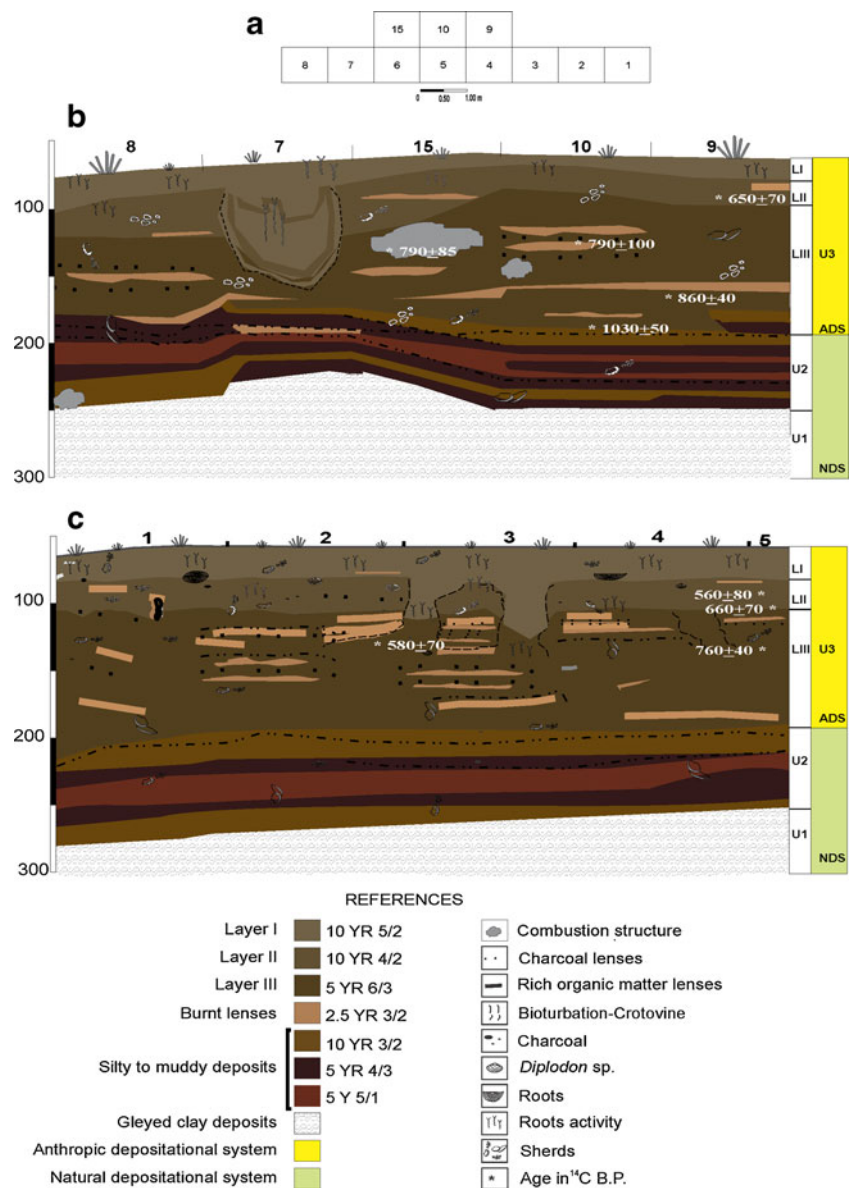 a
15 10 9
8 7 6 5 4 3 2 1
0 0.50 1.00 m
b
8 7 15 10 9
100
200
300
* 650±70
* 790±85
* 790±100
* 860±40
* 1030±50
LI
LII
LIII
U3
ADS
U2
U1
NDS
c
1 2 3 4 5
100
200
300
560±80 *
660±70 *
* 580±70
760±40 *
LI
LII
LIII
U3
ADS
U2
U1
NDS
REFERENCES
Layer I 10 YR 5/2
Layer II 10 YR 4/2
Layer III 5 YR 6/3
Burnt lenses 2.5 YR 3/2
Silty to muddy deposits
10 YR 3/2
5 YR 4/3
5 Y 5/1
Gleyed clay deposits
Anthropic depositational system
Natural depositational system
Combustion structure
Charcoal lenses
Rich organic matter lenses
Bioturbation-Crotovine
Charcoal
Diplodon sp.
Roots
Roots activity
Sherds
* Age in ¹⁴C B.P.